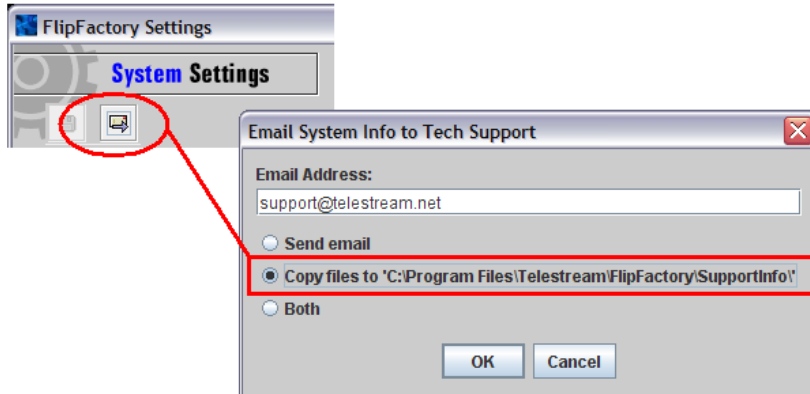 FlipFactory Settings
System Settings
Email System Info to Tech Support
Email Address:
support@telestream.net
Send email
Copy files to 'C:\Program Files\Telestream\FlipFactory\SupportInfo\'
Both
OK Cancel